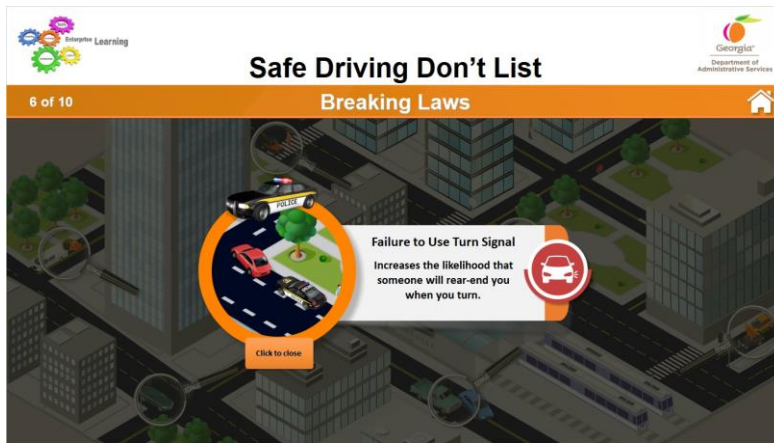 Enterprise Learning
Safe Driving Don't List
Georgia
Department of
Administrative Services
6 of 10
Breaking Laws
POLICE
Failure to Use Turn Signal
Increases the likelihood that
someone will rear-end you
when you turn.
Click to close